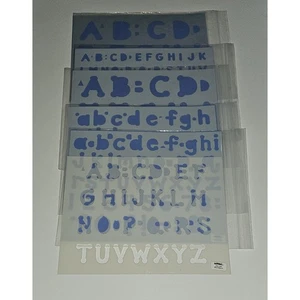 A B C D
A B C D E F G H I J K
A B C D
a b c d e f g h
a b c d e f g h i
A B C D E F
G H I J K L M
N O P Q R S
T U V W X Y Z